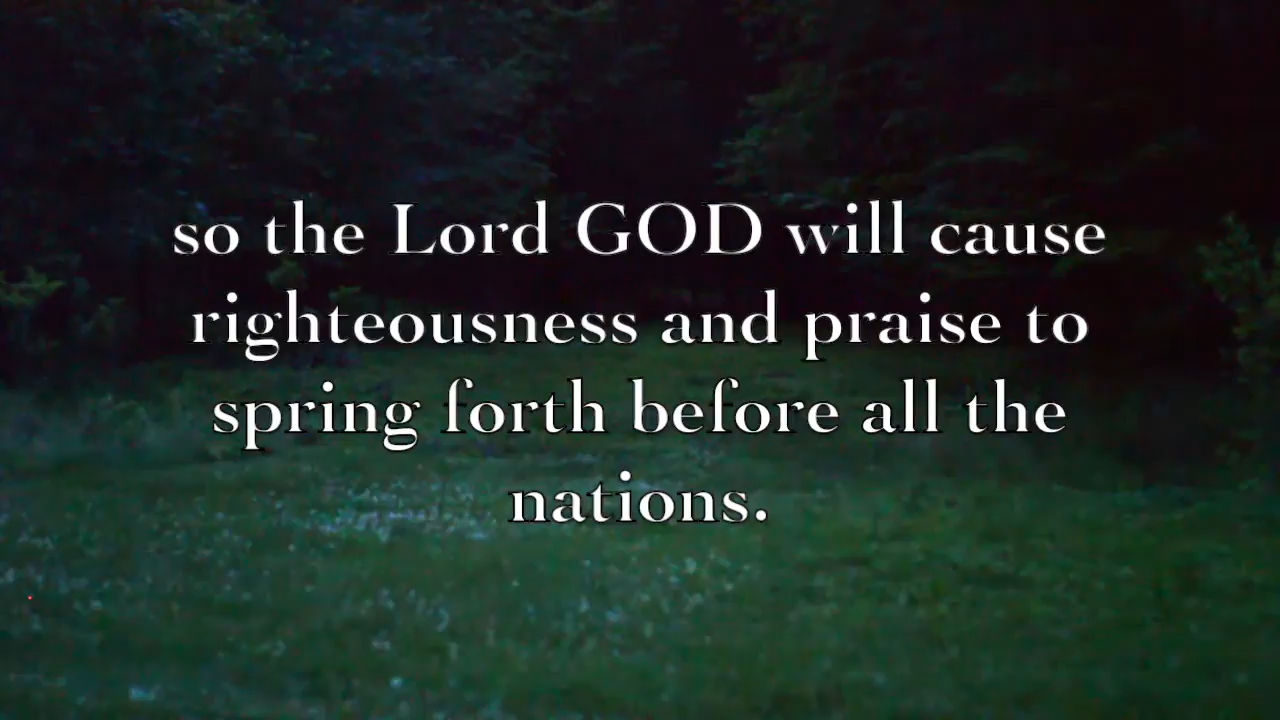 so the Lord GOD will cause
righteousness and praise to
spring forth before all the
nations.